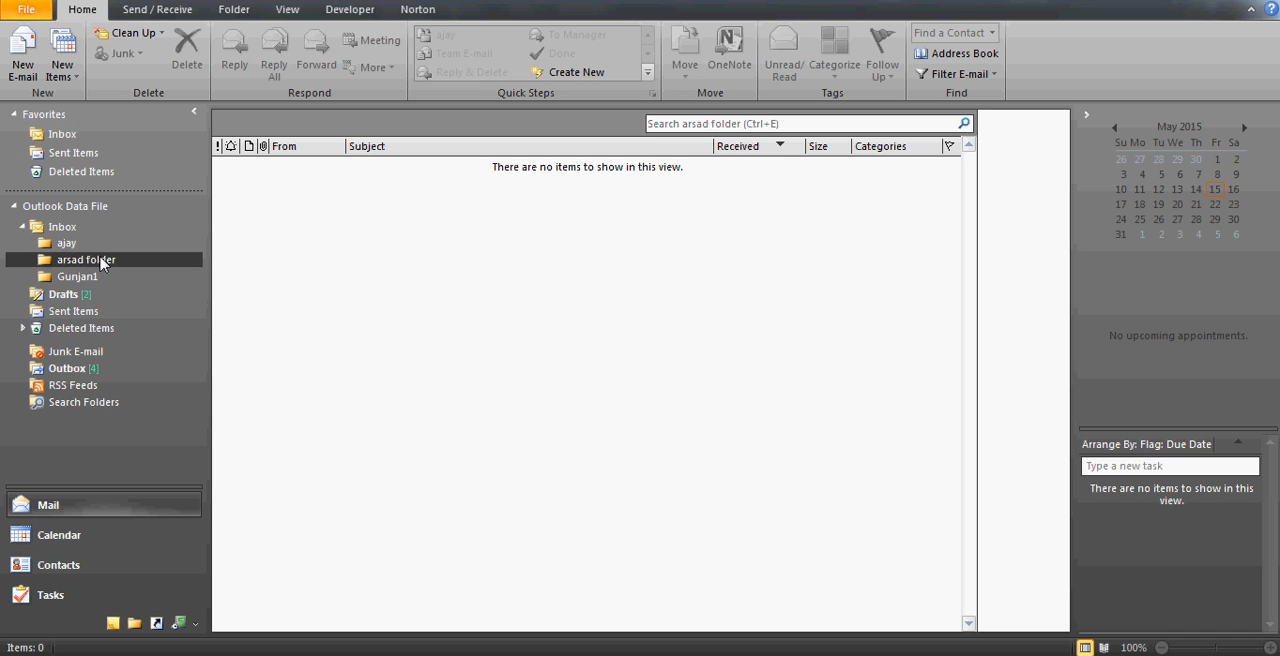 File Home Send / Receive Folder View Developer Norton
New E-mail
New Items
New
Clean Up
Junk
Delete
Delete
Reply
Reply All
Forward
Meeting
More
Respond
ajay
Team E-mail
Reply & Delete
To Manager
Done
Create New
Quick Steps
Move
OneNote
Move
Unread/ Read
Categorize
Follow Up
Tags
Find a Contact
Address Book
Filter E-mail
Find
Favorites
Inbox
Sent Items
Deleted Items
Outlook Data File
Inbox
ajay
arsad folder
Gunjan1
Drafts [2]
Sent Items
Deleted Items
Junk E-mail
Outbox [4]
RSS Feeds
Search Folders
Mail
Calendar
Contacts
Tasks
Search arsad folder (Ctrl+E)
! From Subject Received Size Categories
There are no items to show in this view.
May 2015
Su Mo Tu We Th Fr Sa
26 27 28 29 30 1 2
3 4 5 6 7 8 9
10 11 12 13 14 15 16
17 18 19 20 21 22 23
24 25 26 27 28 29 30
31 1 2 3 4 5 6
No upcoming appointments.
Arrange By: Flag: Due Date
Type a new task
There are no items to show in this
view.
Items: 0
100%